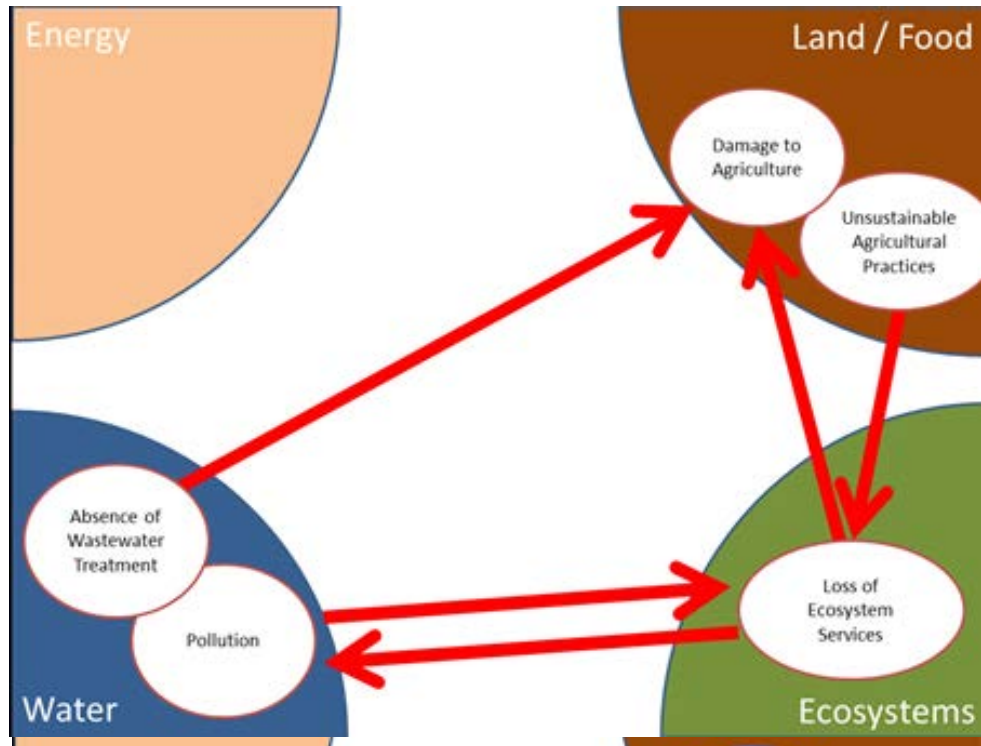 Energy
Land / Food
Damage to
Agriculture
Unsustainable
Agricultural
Practices
Absence of
Wastewater
Treatment
Pollution
Loss of
Ecosystem
Services
Water
Ecosystems